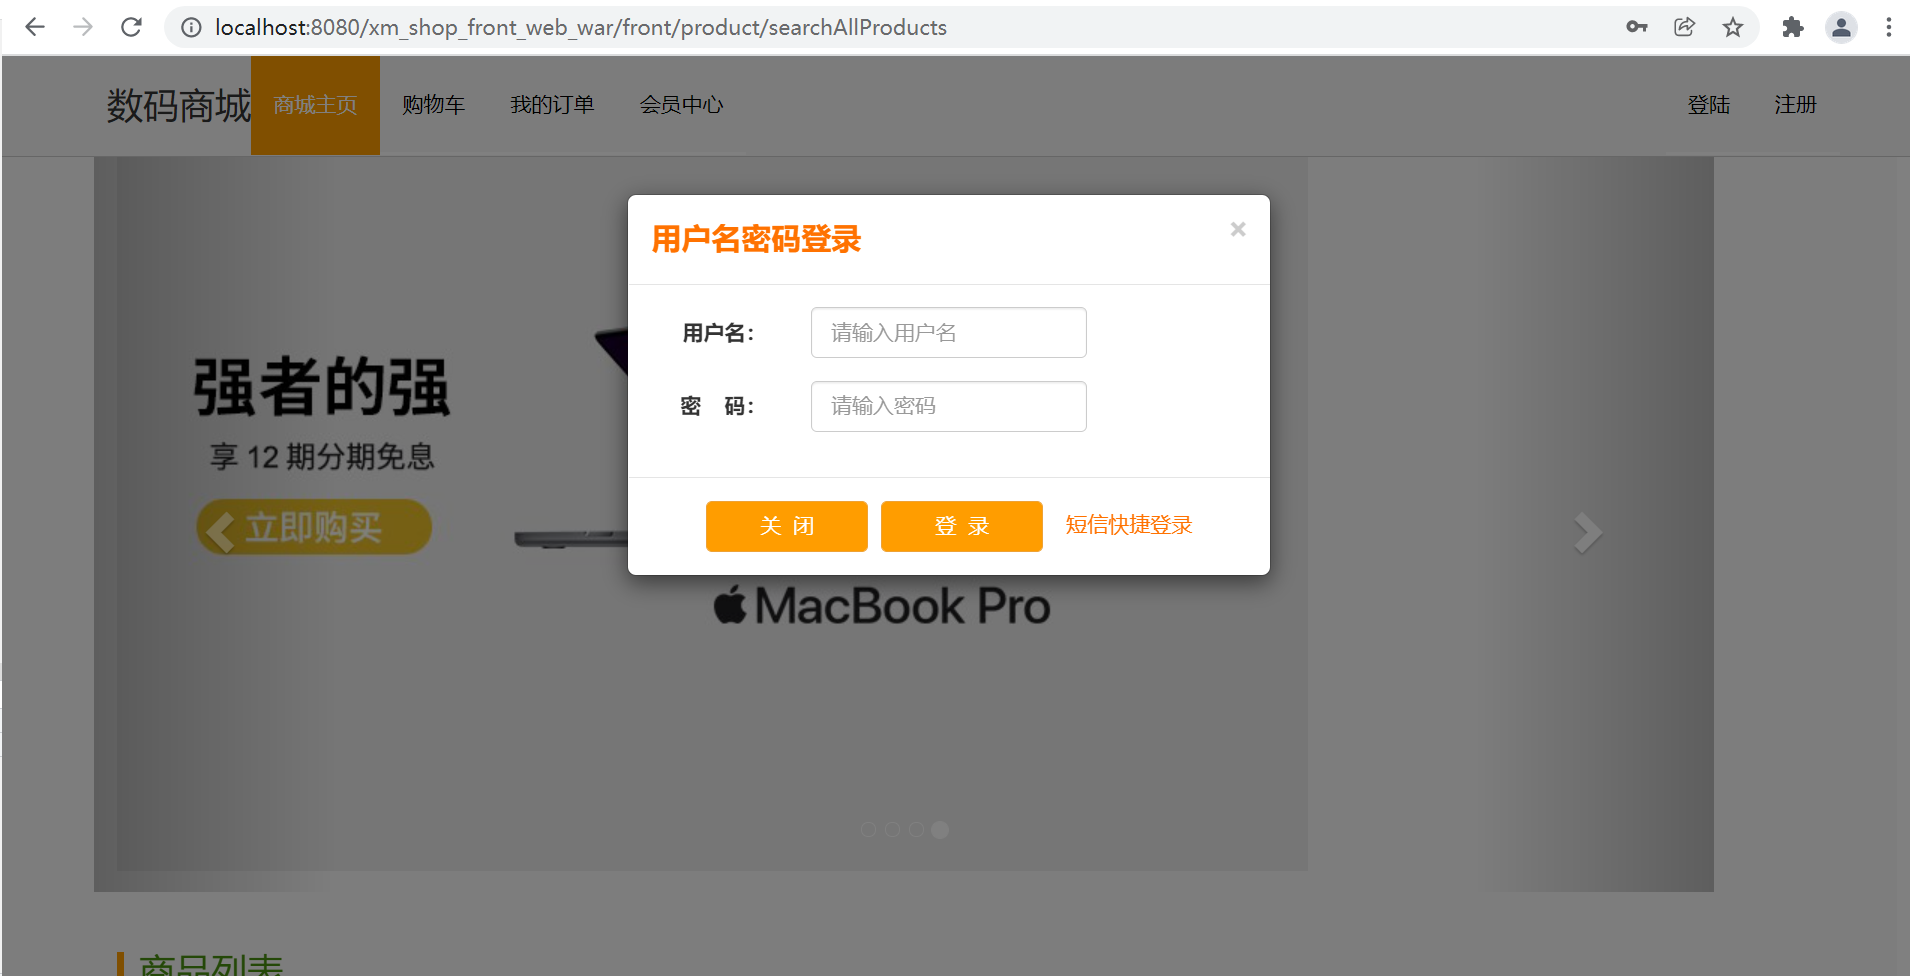 localhost:8080/xm_shop_front_web_war/front/product/searchAllProducts
数码商城 商城主页 购物车 我的订单 会员中心 登陆 注册
用户名密码登录 ×
用户名: 请输入用户名
密 码: 请输入密码
关 闭 登 录 短信快捷登录
强者的强
享 12 期分期免息
立即购买
MacBook Pro
商品列表